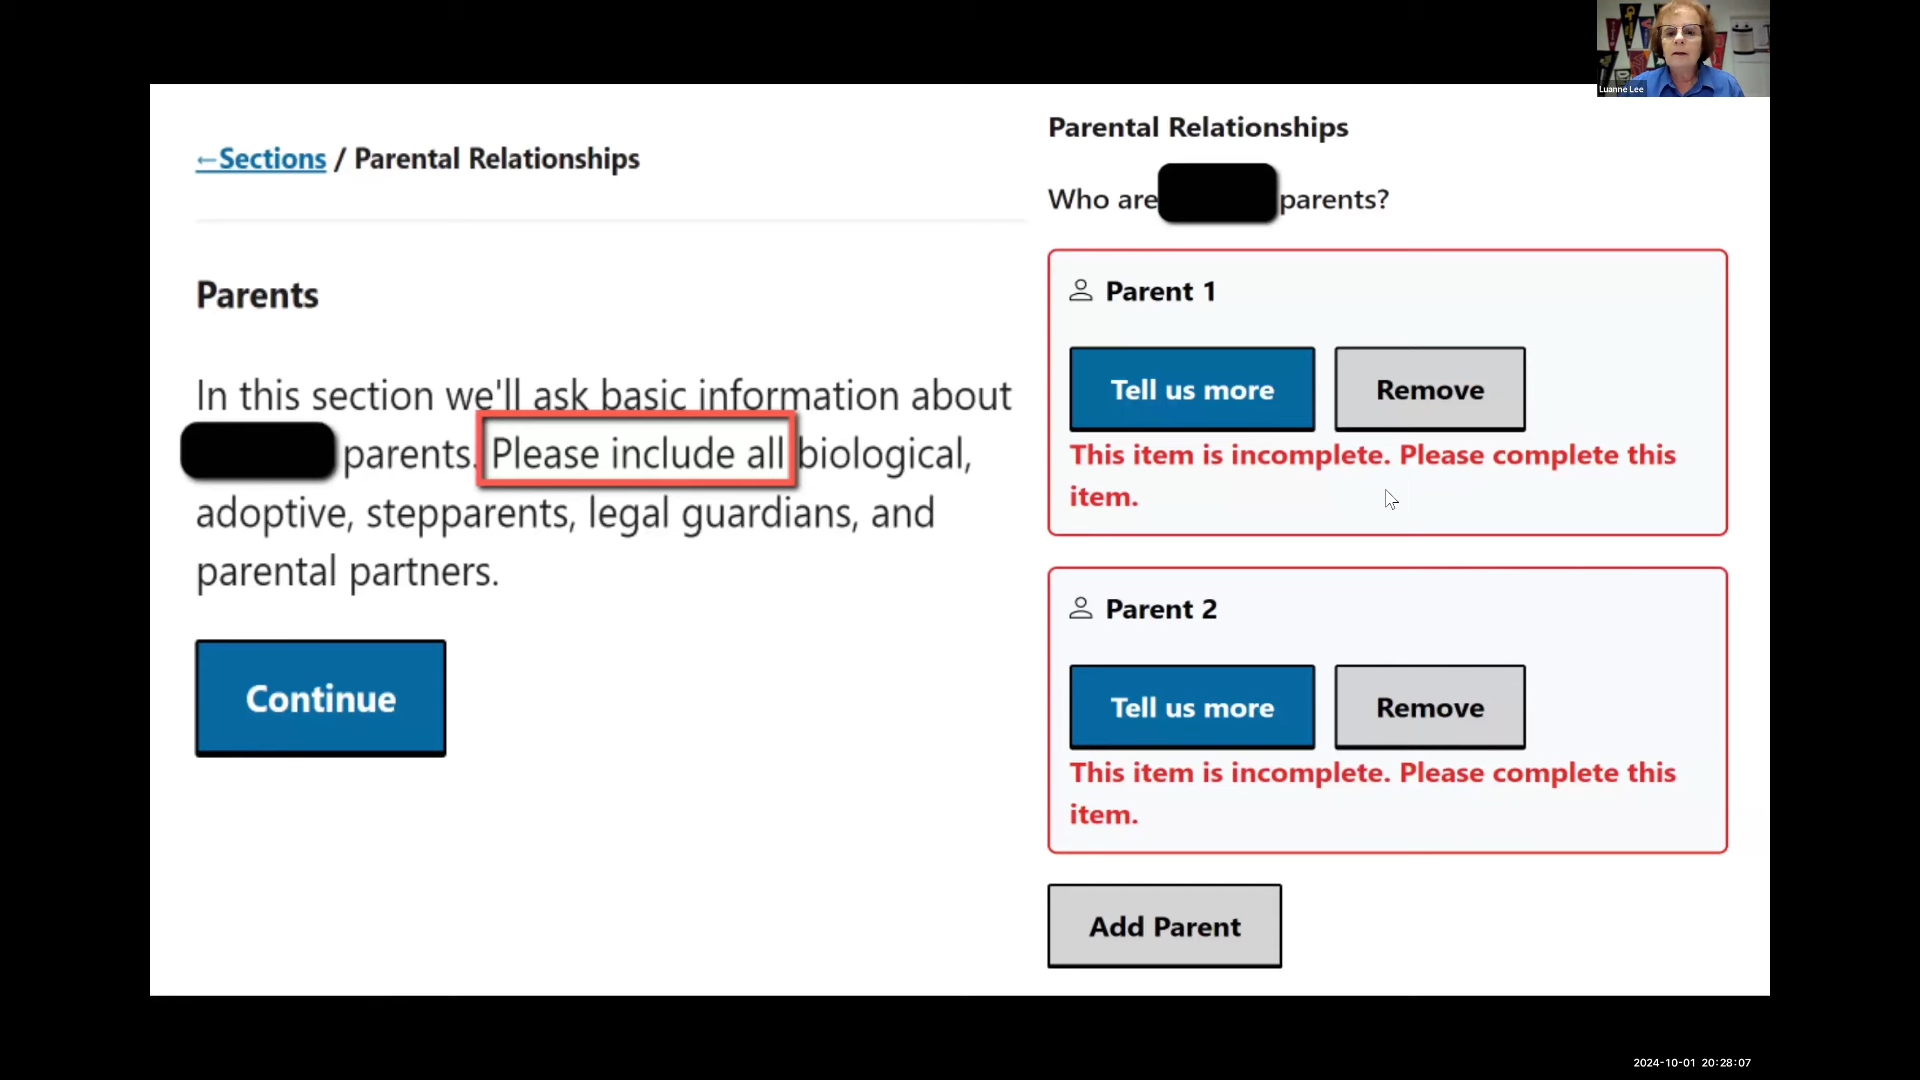 Luanne Lee
←Sections / Parental Relationships
Parents
In this section we'll ask basic information about
parents. Please include all biological,
adoptive, stepparents, legal guardians, and
parental partners.
Continue
Parental Relationships
Who are parents?
Parent 1
Tell us more
Remove
This item is incomplete. Please complete this
item.
Parent 2
Tell us more
Remove
This item is incomplete. Please complete this
item.
Add Parent
2024-10-01 20:28:07